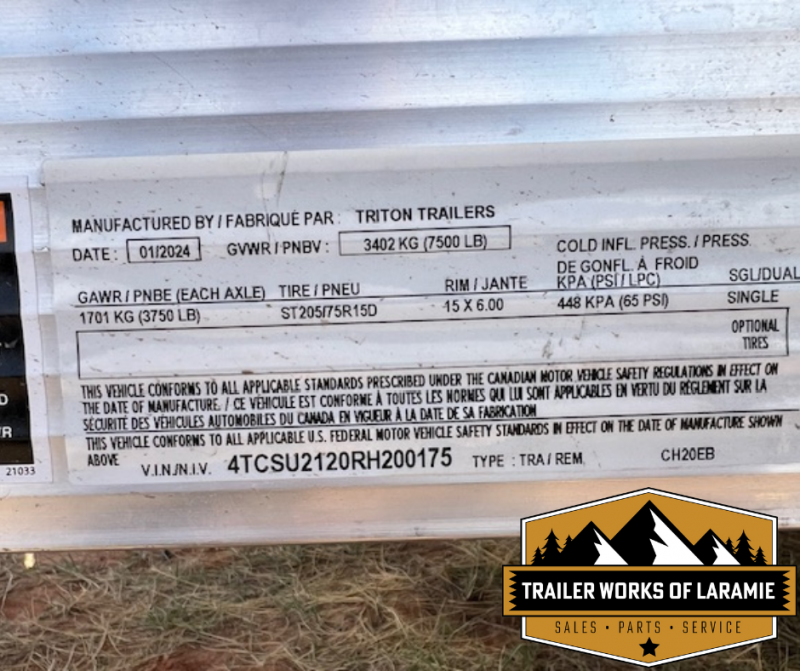 MANUFACTURED BY / FABRIQUÉ PAR : TRITON TRAILERS
DATE : 01/2024 GVWR / PNBV : 3402 KG (7500 LB)
COLD INFL. PRESS. / PRESS.
DE GONFL. À FROID
GAWR / PNBE (EACH AXLE) TIRE / PNEU RIM / JANTE KPA (PSI / LPC) SGL/DUAL
1701 KG (3750 LB) ST205/75R15D 15 X 6.00 448 KPA (65 PSI) SINGLE
OPTIONAL
TIRES
THIS VEHICLE CONFORMS TO ALL APPLICABLE STANDARDS PRESCRIBED UNDER THE CANADIAN MOTOR VEHICLE SAFETY REGULATIONS IN EFFECT ON
THE DATE OF MANUFACTURE. / CE VÉHICULE EST CONFORME À TOUTES LES NORMES QUI LUI SONT APPLICABLES EN VERTU DU RÈGLEMENT SUR LA
SÉCURITÉ DES VÉHICULES AUTOMOBILES DU CANADA EN VIGUEUR À LA DATE DE SA FABRICATION
THIS VEHICLE CONFORMS TO ALL APPLICABLE U.S. FEDERAL MOTOR VEHICLE SAFETY STANDARDS IN EFFECT ON THE DATE OF MANUFACTURE SHOWN
ABOVE
V.I.N./N.I.V. 4TCSU2120RH200175 TYPE : TRA / REM CH20EB
21033
TRAILER WORKS OF LARAMIE
SALES • PARTS • SERVICE